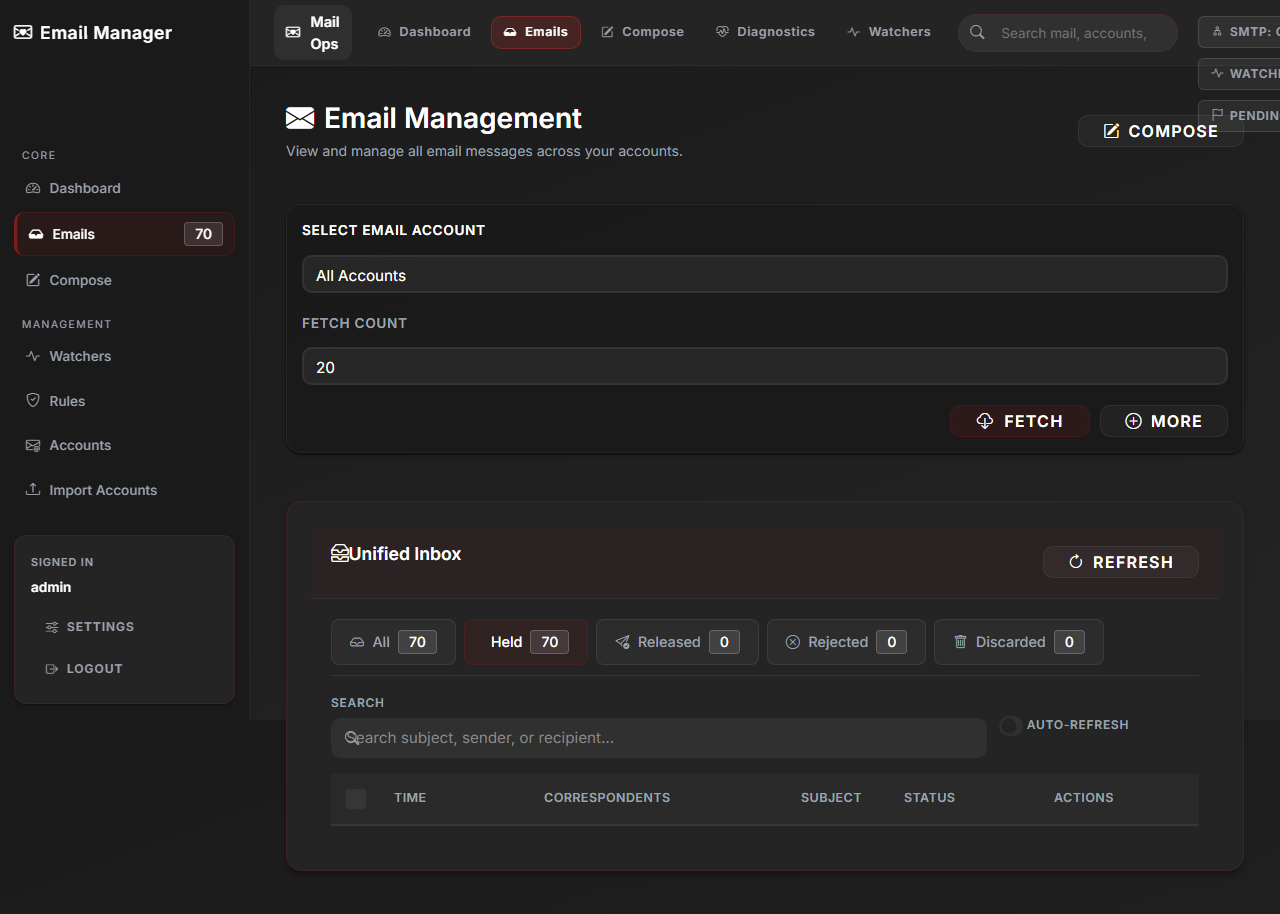 Email Manager
Mail Ops
Dashboard
Emails
Compose
Diagnostics
Watchers
Search mail, accounts,
SMTP:
WATCH
PENDIN
CORE
Dashboard
Emails 70
Compose
MANAGEMENT
Watchers
Rules
Accounts
Import Accounts
SIGNED IN
admin
SETTINGS
LOGOUT
Email Management
View and manage all email messages across your accounts.
COMPOSE
SELECT EMAIL ACCOUNT
All Accounts
FETCH COUNT
20
FETCH
MORE
Unified Inbox
REFRESH
All 70
Held 70
Released 0
Rejected 0
Discarded 0
SEARCH
Search subject, sender, or recipient...
AUTO-REFRESH
TIME CORRESPONDENTS SUBJECT STATUS ACTIONS